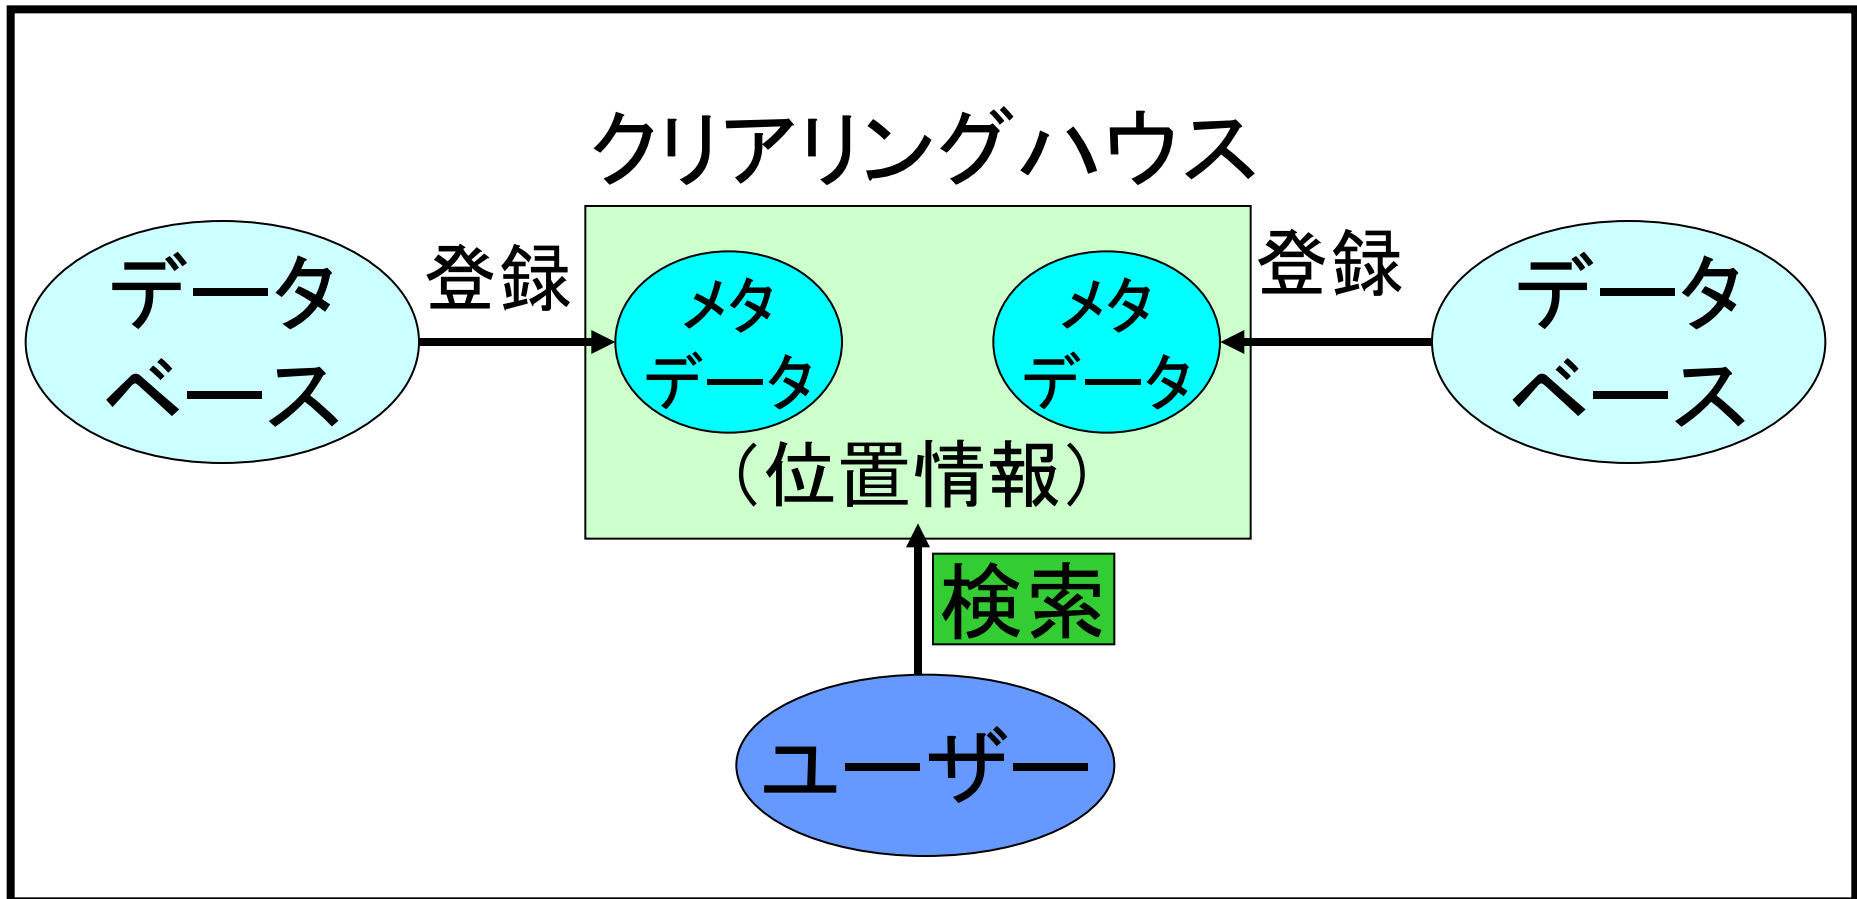 クリアリングハウス
データ
ベース
登録
メタ
データ
メタ
データ
登録
データ
ベース
（位置情報）
検索
ユーザー